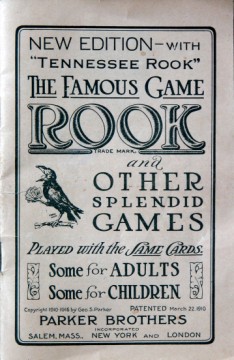 NEW EDITION – WITH
"TENNESSEE ROOK"
THE FAMOUS GAME
ROOK
TRADE MARK.
and
OTHER
SPLENDID
GAMES
PLAYED with the SAME CARDS.
Some for ADULTS
Some for CHILDREN
Copyright 1910 1918 by Geo. S. Parker PATENTED March 22, 1910
PARKER BROTHERS
INCORPORATED
SALEM, MASS., NEW YORK AND LONDON